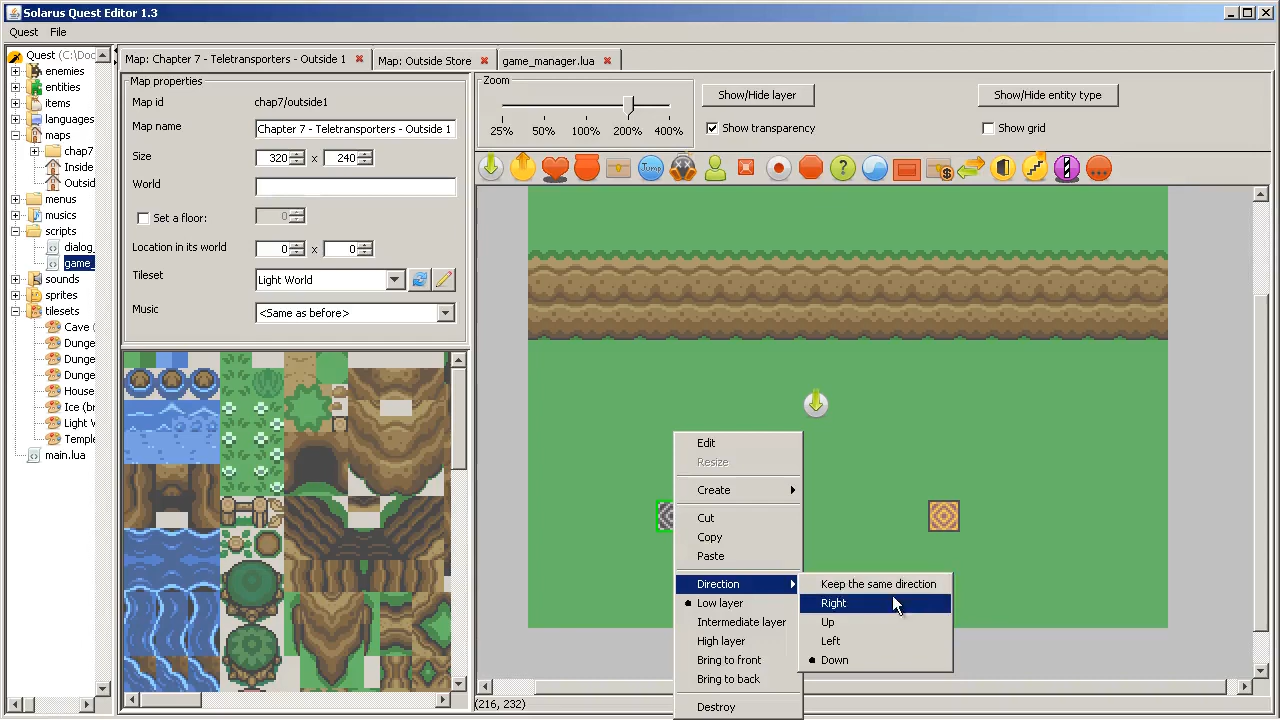 Solarus Quest Editor 1.3
Quest File
Quest (C:\Doc
enemies
entities
items
languages
maps
chap7
Inside
Outsid
menus
musics
scripts
dialog_
game_
sounds
sprites
tilesets
Cave (
Dunge
Dunge
Dunge
House
Ice (br
Light W
Temple
main.lua
Map: Chapter 7 - Teletransporters - Outside 1
Map: Outside Store
game_manager.lua
Map properties
Map id chap7/outside1
Map name Chapter 7 - Teletransporters - Outside 1
Size 320 x 240
World
Set a floor: 0
Location in its world 0 x 0
Tileset Light World
Music <Same as before>
Zoom
25% 50% 100% 200% 400%
Show/Hide layer
Show transparency
Show/Hide entity type
Show grid
Jump
?
$
Edit
Resize
Create
Cut
Copy
Paste
Direction
Low layer
Intermediate layer
High layer
Bring to front
Bring to back
Destroy
Keep the same direction
Right
Up
Left
Down
(216, 232)